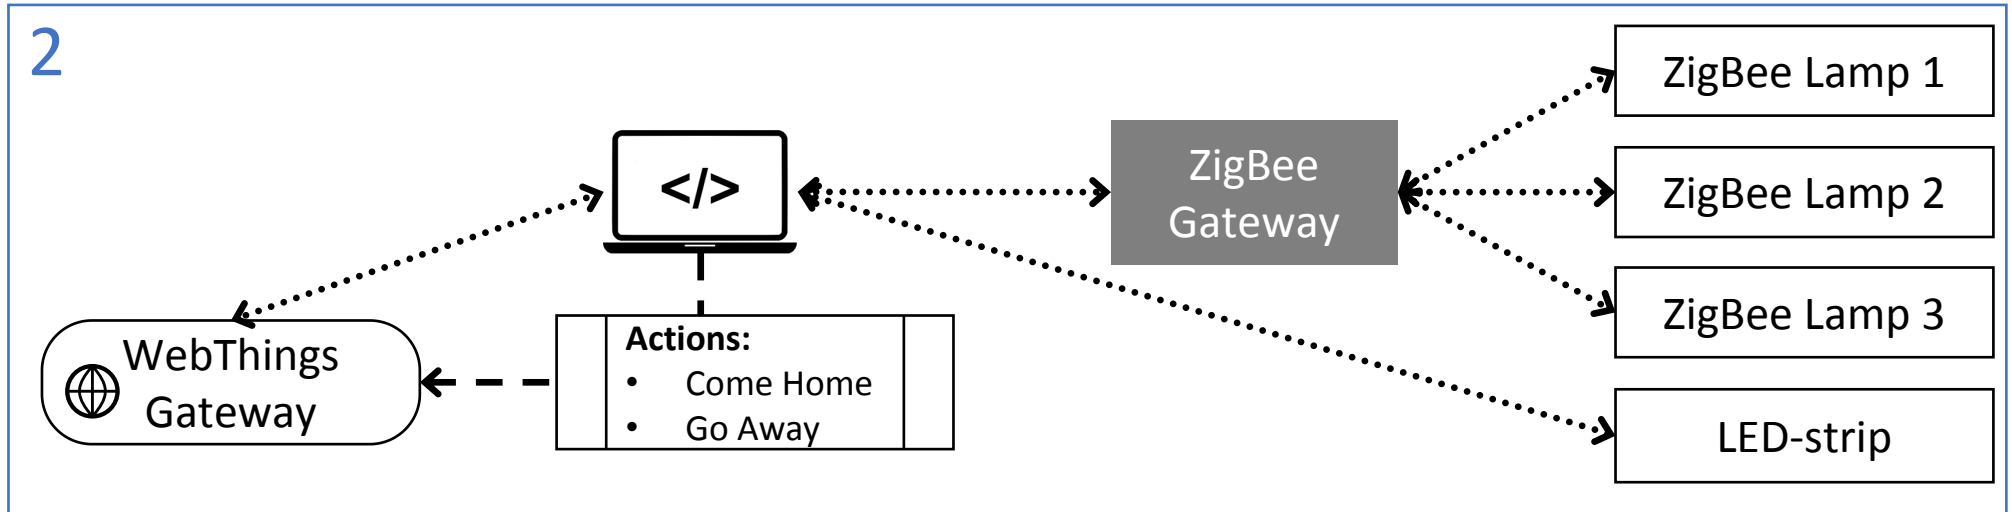 2
</>
ZigBee
Gateway
ZigBee Lamp 1
ZigBee Lamp 2
ZigBee Lamp 3
LED-strip
WebThings
Gateway
Actions:
• Come Home
• Go Away